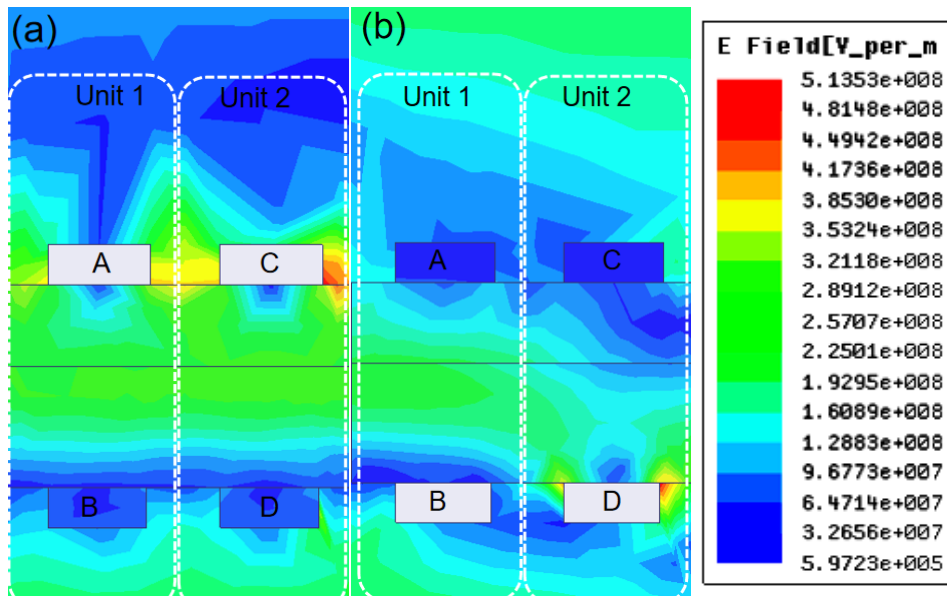 (a)
Unit 1
Unit 2
A
C
B
D
(b)
Unit 1
Unit 2
A
C
B
D
E Field[V_per_m
5.1353e+008
4.8148e+008
4.4942e+008
4.1736e+008
3.8530e+008
3.5324e+008
3.2118e+008
2.8912e+008
2.5707e+008
2.2501e+008
1.9295e+008
1.6089e+008
1.2883e+008
9.6773e+007
6.4714e+007
3.2656e+007
5.9723e+005